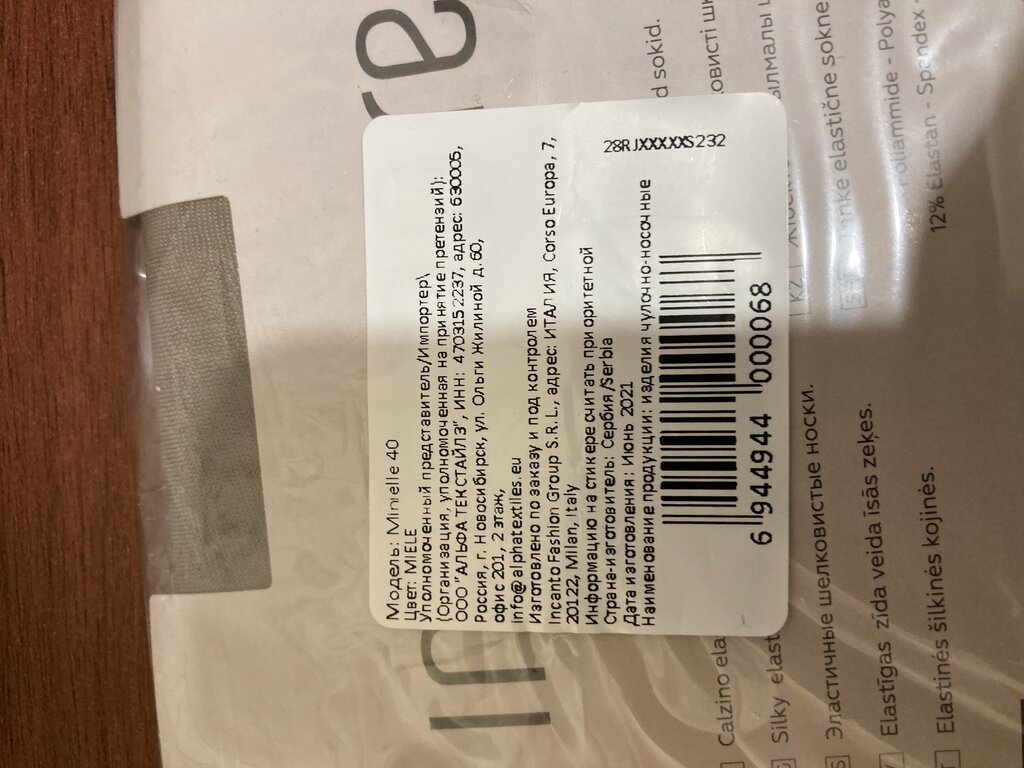 Модель: Minielle 40
Цвет: MIELE
Уполномоченный представитель/Импортер\
(Организация, уполномоченная на принятие претензий):
ООО "АЛЬФА ТЕКСТАЙЛЗ", ИНН: 4703152237, адрес: 630005,
Россия, г. Новосибирск, ул. Ольги Жилиной д.60,
офис 201, 2 этаж,
info@alphatextiles.eu
Изготовлено по заказу и под контролем
Incanto Fashion Group S.R.L., адрес: ИТАЛИЯ, Corso Europa, 7,
20122, Milan, Italy
Информацию на стикере считать приоритетной
Страна-изготовитель: Сербия/Serbia
Дата изготовления: Июнь 2021
Наименование продукции: изделия чулочно-носочные
28RJXXXXXS232
6 944944 000068
Calzino ela
Silky elast
Эластичные шелковистые носки.
Elastīgas zīda veida īsās zeķes.
Elastinės šilkinės kojinės.
d sokid.
KZ
elastične sokne
Poliammide - Polya
12% Elastan - Spandex -